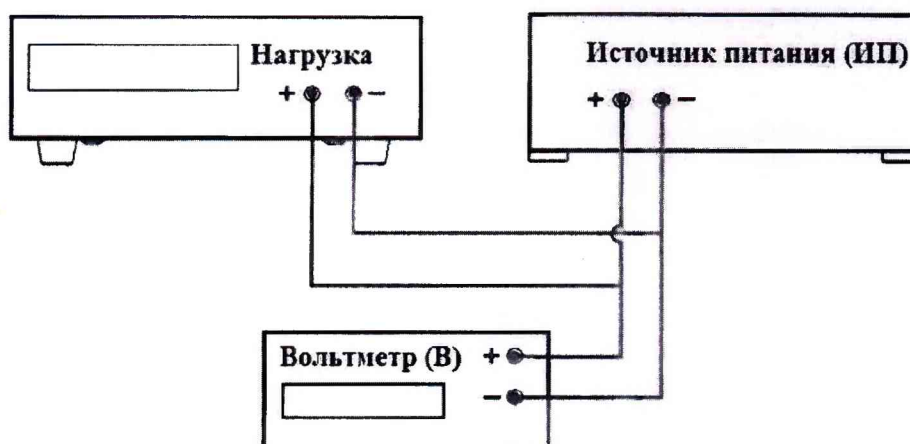 Нагрузка
+ −
Источник питания (ИП)
+ −
Вольтметр (В) +
−